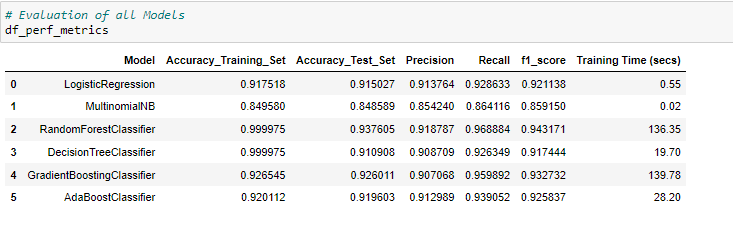 # Evaluation of all Models
df_perf_metrics
Model Accuracy_Training_Set Accuracy_Test_Set Precision Recall f1_score Training Time (secs)
0 LogisticRegression 0.917518 0.915027 0.913764 0.928633 0.921138 0.55
1 MultinomialNB 0.849580 0.848589 0.854240 0.864116 0.859150 0.02
2 RandomForestClassifier 0.999975 0.937605 0.918787 0.968884 0.943171 136.35
3 DecisionTreeClassifier 0.999975 0.910908 0.908709 0.926349 0.917444 19.70
4 GradientBoostingClassifier 0.926545 0.926011 0.907068 0.959892 0.932732 139.78
5 AdaBoostClassifier 0.920112 0.919603 0.912989 0.939052 0.925837 28.20